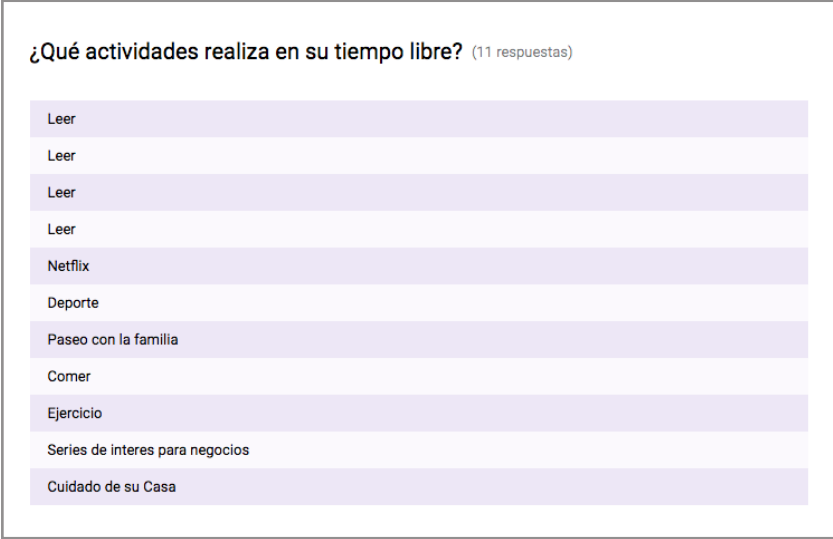 ¿Qué actividades realiza en su tiempo libre? (11 respuestas)
Leer
Leer
Leer
Leer
Netflix
Deporte
Paseo con la familia
Comer
Ejercicio
Series de interes para negocios
Cuidado de su Casa